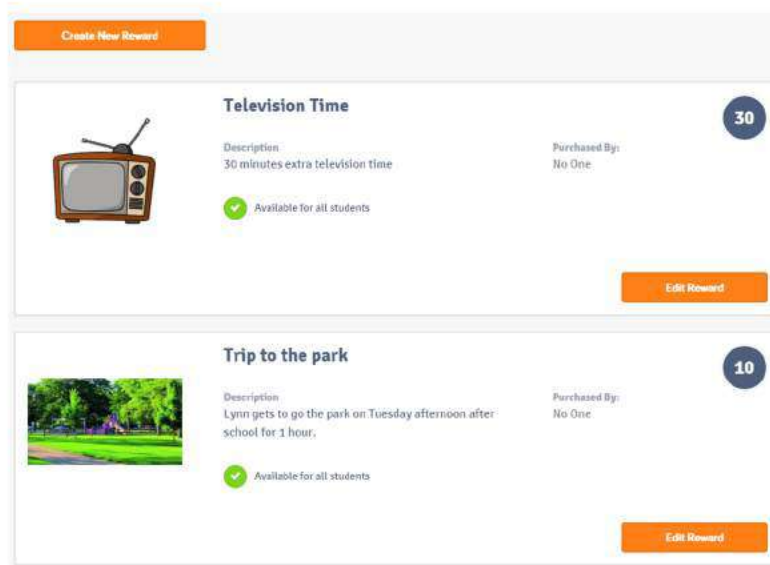 Create New Reward
Television Time
30
Description
30 minutes extra television time
Purchased By:
No One
Available for all students
Edit Reward
Trip to the park
10
Description
Lynn gets to go the park on Tuesday afternoon after
school for 1 hour.
Purchased By:
No One
Available for all students
Edit Reward